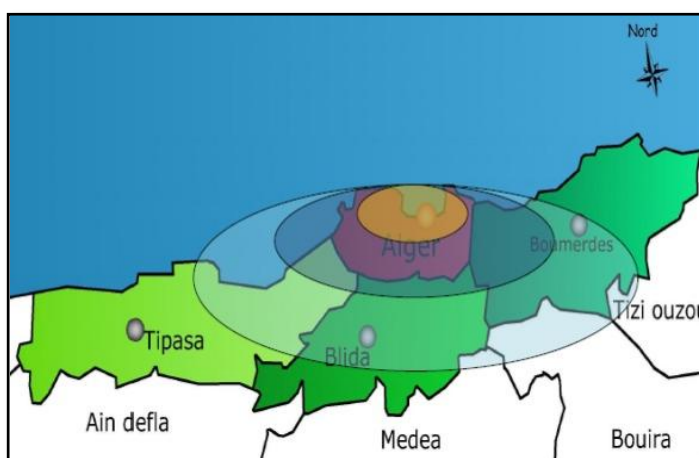 Nord
Alger
Boumerdes
Tizi ouzou
Tipasa
Blida
Ain defla
Medea
Bouira